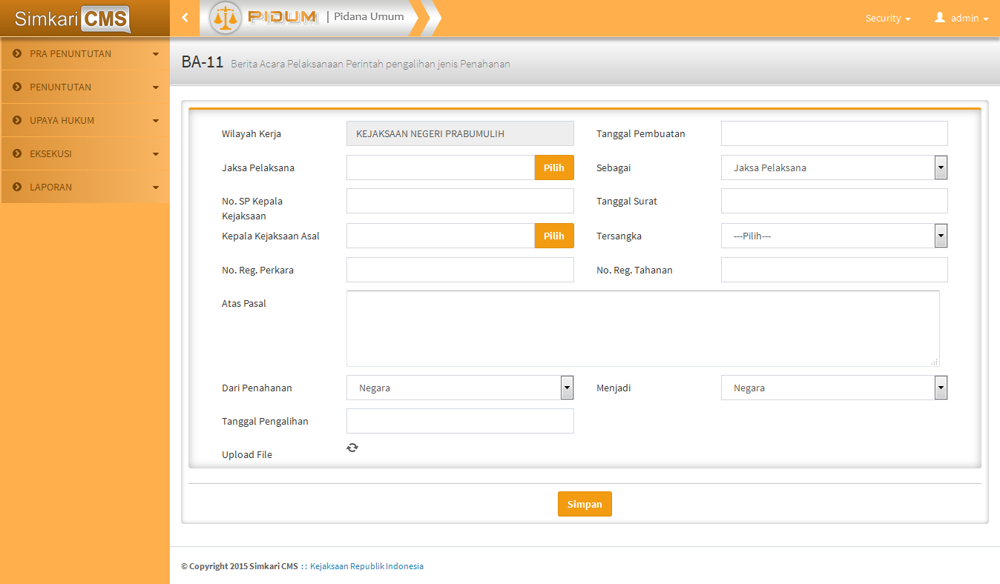 Simkari CMS
PIDUM | Pidana Umum
Security
admin
PRA PENUNTUTAN
PENUNTUTAN
UPAYA HUKUM
EKSEKUSI
LAPORAN
BA-11 Berita Acara Pelaksanaan Perintah pengalihan jenis Penahanan
Wilayah Kerja KEJAKSAAN NEGERI PRABUMULIH Tanggal Pembuatan
Jaksa Pelaksana Pilih Sebagai Jaksa Pelaksana
No. SP Kepala Tanggal Surat
Kejaksaan
Kepala Kejaksaan Asal Pilih Tersangka ---Pilih---
No. Reg. Perkara No. Reg. Tahanan
Atas Pasal
Dari Penahanan Negara Menjadi Negara
Tanggal Pengalihan
Upload File
Simpan
© Copyright 2015 Simkari CMS :: Kejaksaan Republik Indonesia